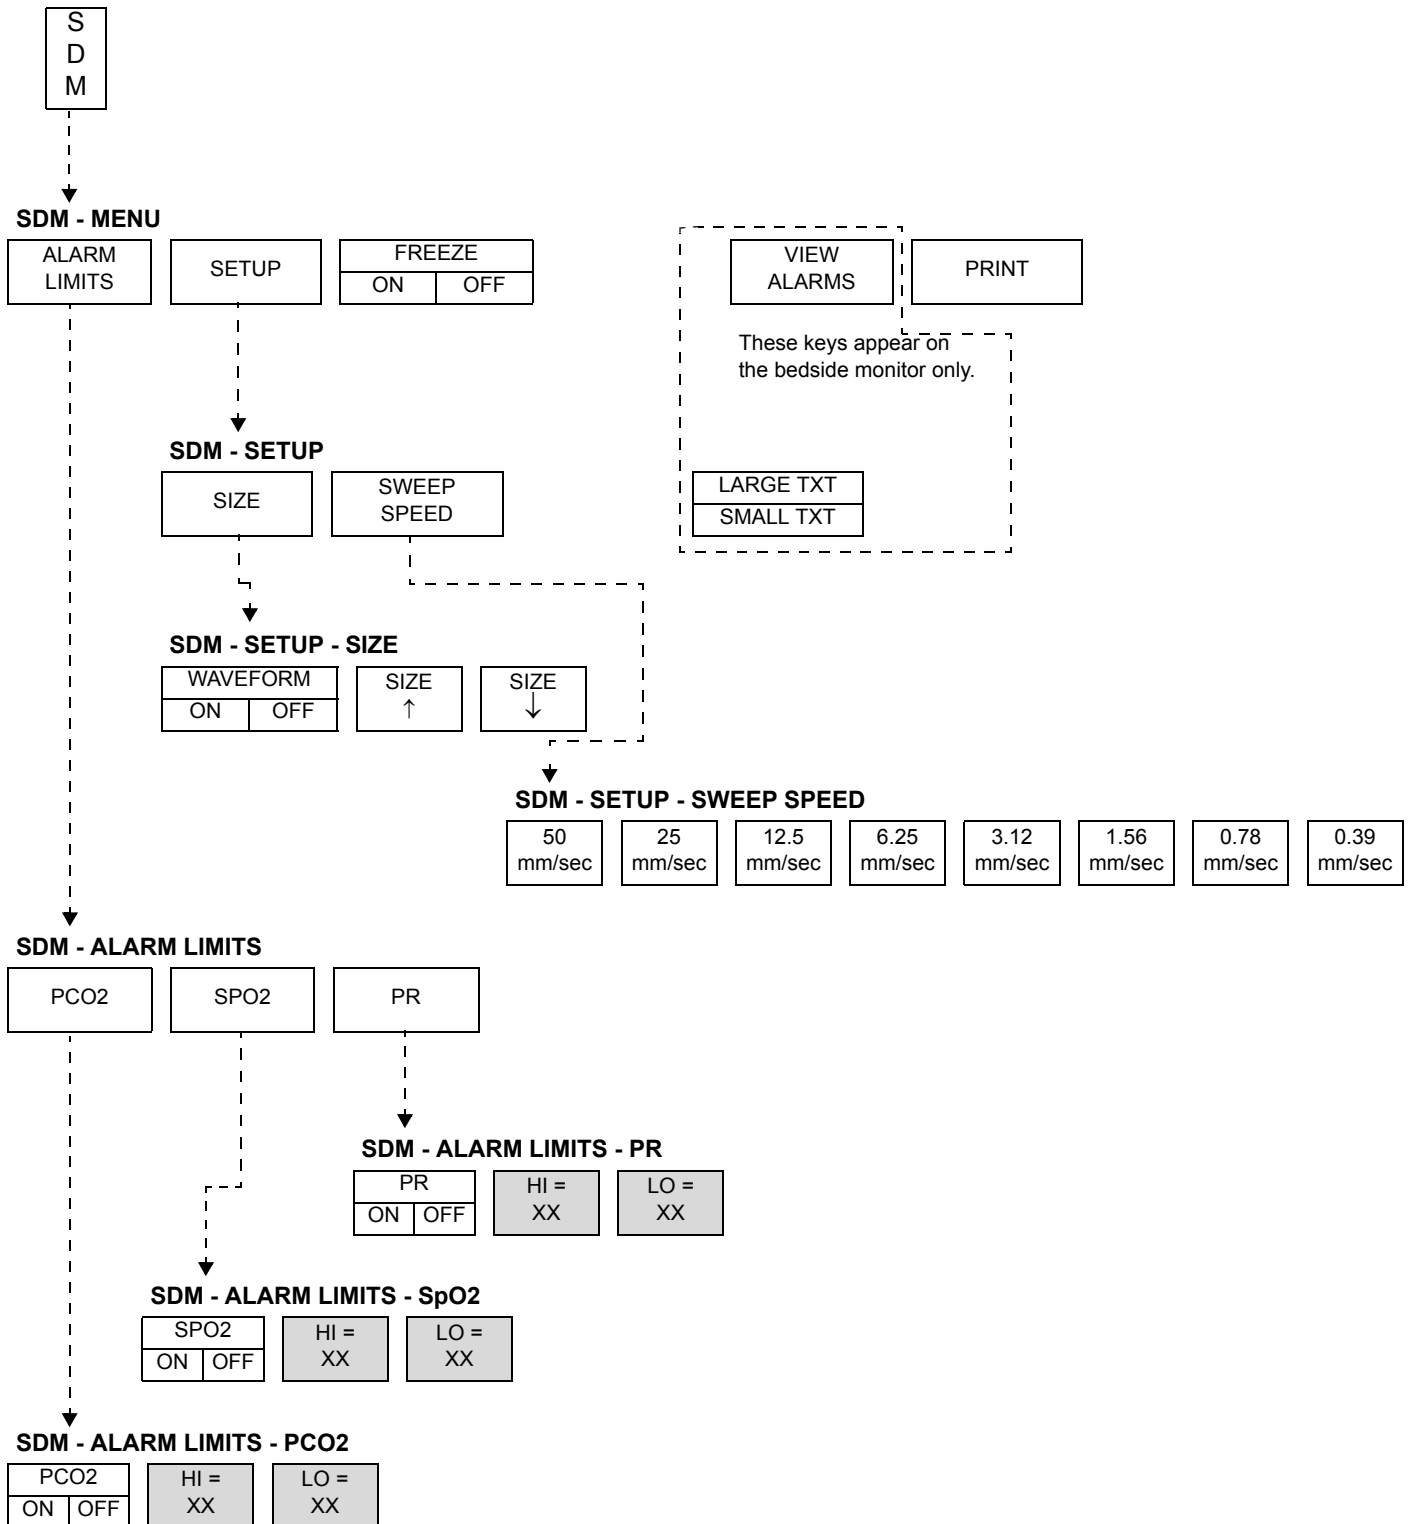 S
D
M
SDM - MENU
ALARM
LIMITS
SETUP
FREEZE
ON OFF
VIEW
ALARMS
PRINT
These keys appear on
the bedside monitor only.
SDM - SETUP
SIZE
SWEEP
SPEED
LARGE TXT
SMALL TXT
SDM - SETUP - SIZE
WAVEFORM
ON OFF
SIZE
↑
SIZE
↓
SDM - SETUP - SWEEP SPEED
50
mm/sec
25
mm/sec
12.5
mm/sec
6.25
mm/sec
3.12
mm/sec
1.56
mm/sec
0.78
mm/sec
0.39
mm/sec
SDM - ALARM LIMITS
PCO2
SPO2
PR
SDM - ALARM LIMITS - PR
PR
ON OFF
HI =
XX
LO =
XX
SDM - ALARM LIMITS - SpO2
SPO2
ON OFF
HI =
XX
LO =
XX
SDM - ALARM LIMITS - PCO2
PCO2
ON OFF
HI =
XX
LO =
XX